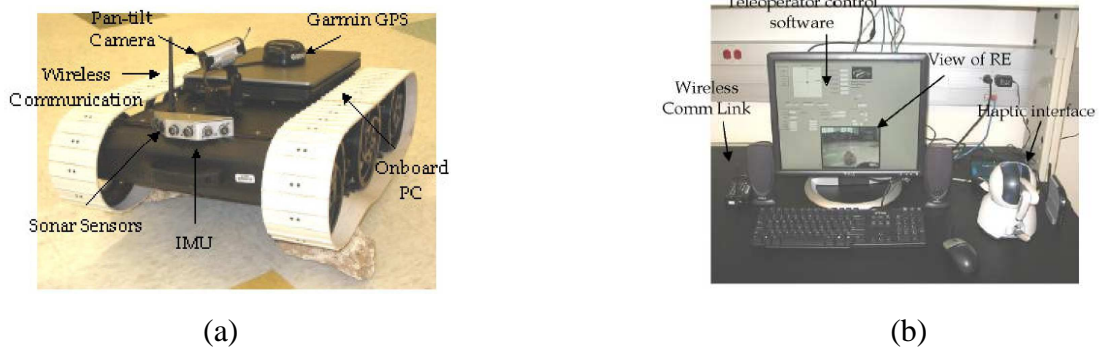 Pan-tilt
Camera
Garmin GPS
Wireless
Communication
Onboard
PC
Sonar Sensors
IMU
(a)
Teleoperator control
software
View of RE
Wireless
Comm Link
Haptic interface
(b)